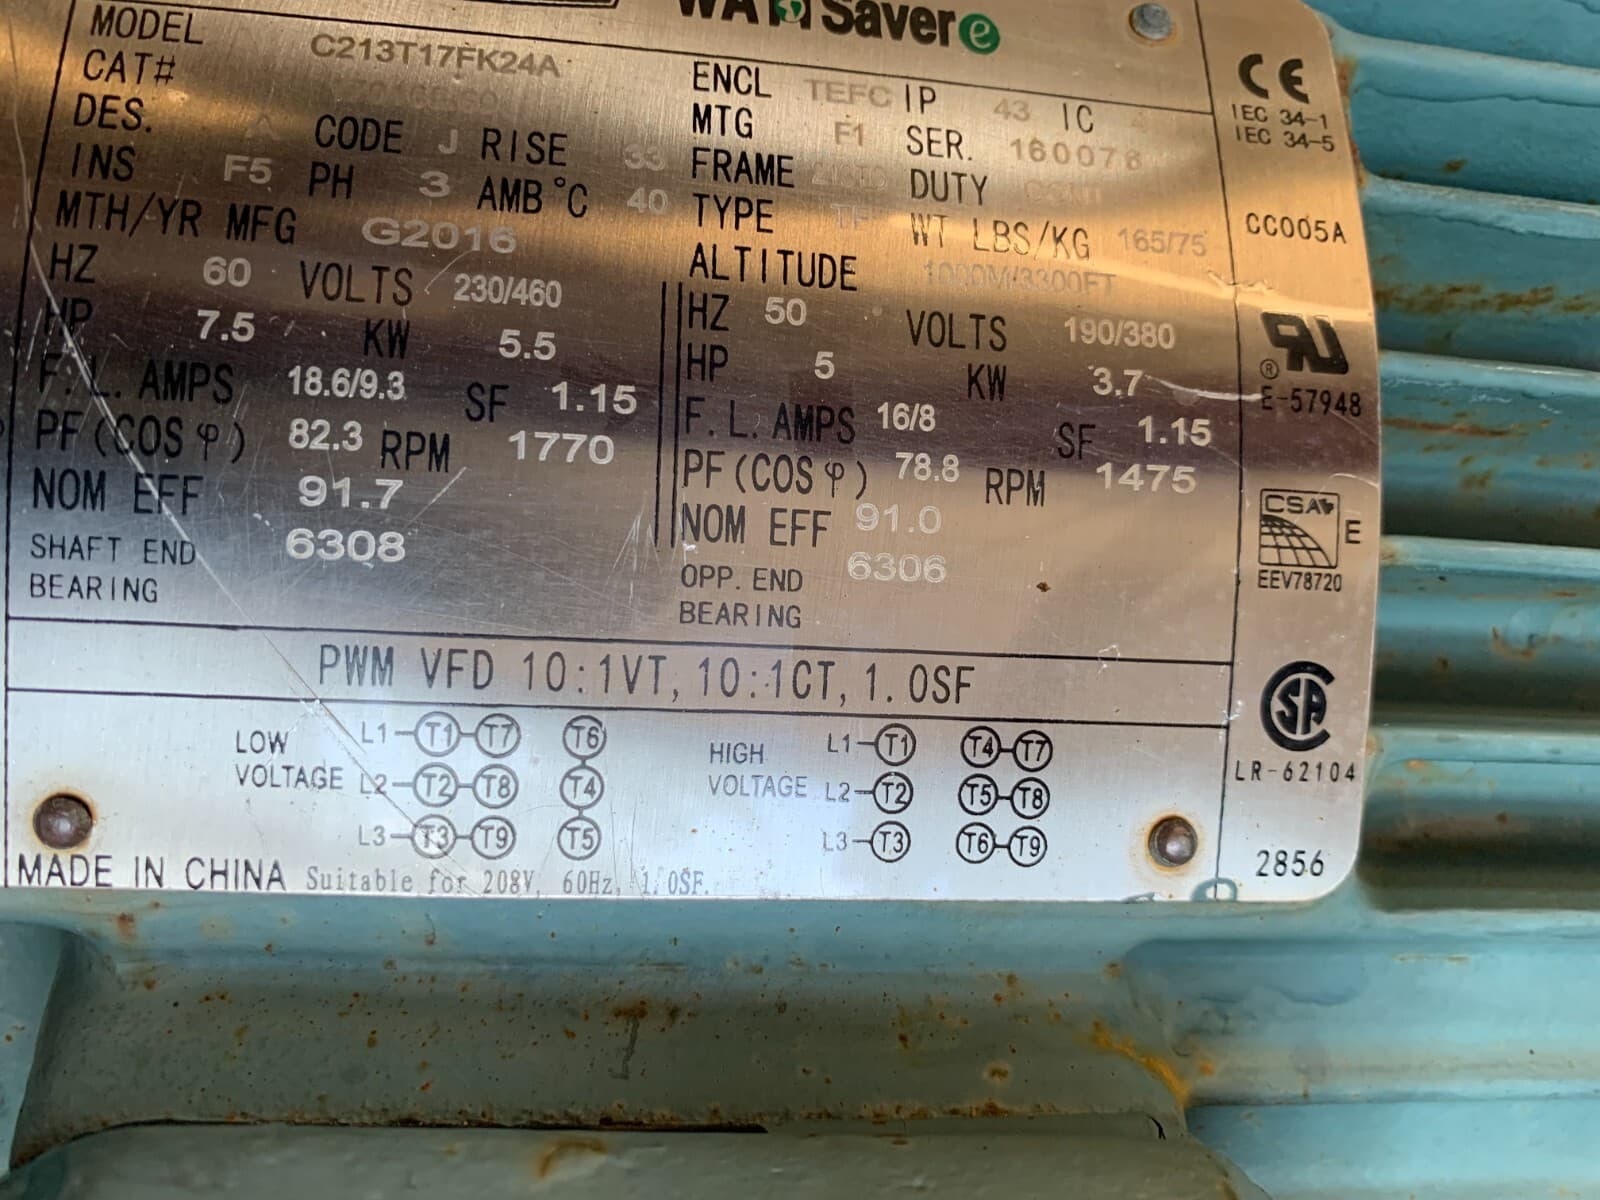 WATTSaver e
MODEL C213T17FK24A
CAT#
ENCL TEFC IP 43 IC
DES. A CODE J RISE 33
MTG F1 SER. 160078
INS F5 PH 3 AMB °C 40
FRAME DUTY CONT
MTH/YR MFG G2016
TYPE TF WT LBS/KG 165/75
ALTITUDE 1000M/3300FT
HZ 60 VOLTS 230/460
HP 7.5 KW 5.5
F. L. AMPS 18.6/9.3 SF 1.15
PF (COS φ) 82.3 RPM 1770
NOM EFF 91.7
SHAFT END 6308
BEARING
HZ 50 VOLTS 190/380
HP 5 KW 3.7
F. L. AMPS 16/8 SF 1.15
PF (COS φ) 78.8 RPM 1475
NOM EFF 91.0
OPP. END 6306
BEARING
PWM VFD 10:1VT, 10:1CT, 1.0SF
LOW
VOLTAGE
L1 T1 T7 T6
L2 T2 T8 T4
L3 T3 T9 T5
HIGH
VOLTAGE
L1 T1 T4 T7
L2 T2 T5 T8
L3 T3 T6 T9
MADE IN CHINA Suitable for 208V, 60Hz, 1.0SF.
CE
IEC 34-1
IEC 34-5
CC005A
RU
®
E-57948
CSA E
EEV78720
SA
LR-62104
2856